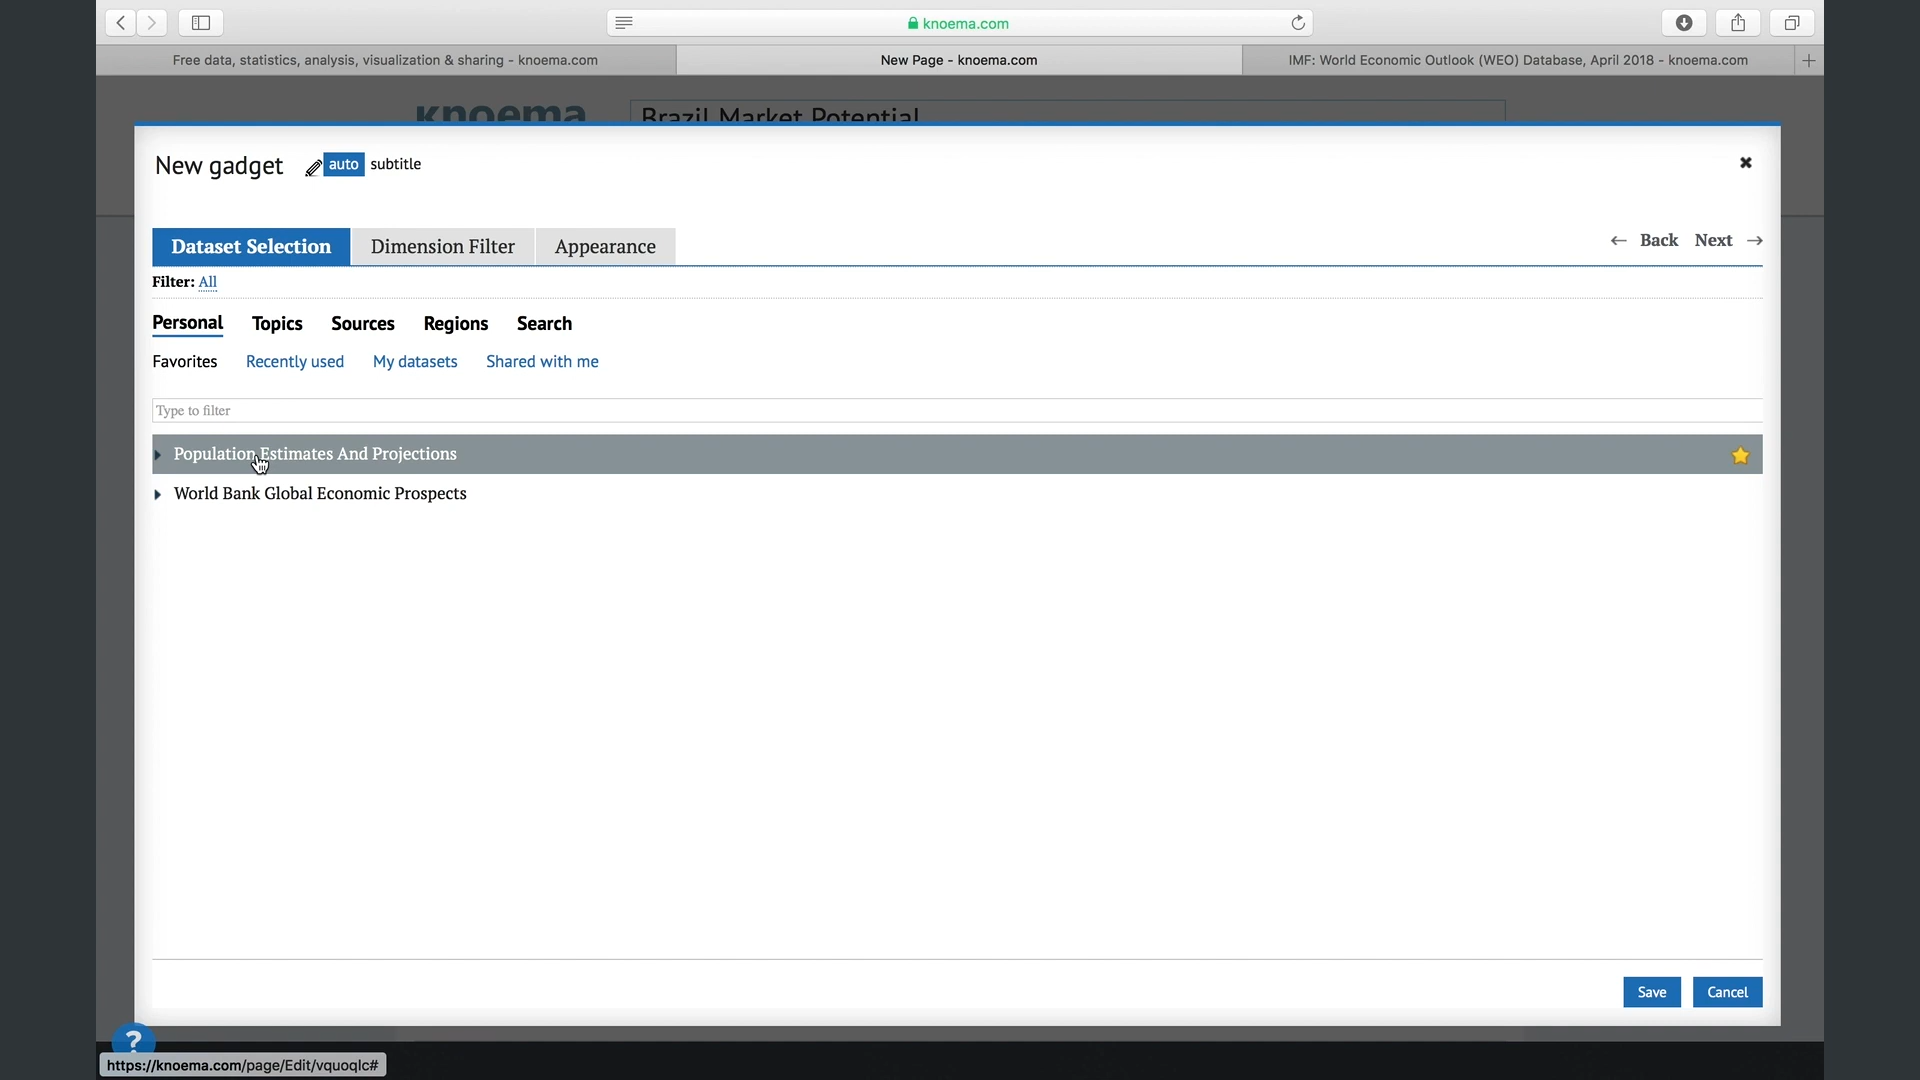 knoema.com
Free data, statistics, analysis, visualization & sharing - knoema.com
New Page - knoema.com
IMF: World Economic Outlook (WEO) Database, April 2018 - knoema.com
knoema
Brazil Market Potential
New gadget
auto subtitle
Dataset Selection
Dimension Filter
Appearance
Back Next
Filter: All
Personal Topics Sources Regions Search
Favorites Recently used My datasets Shared with me
Type to filter
Population Estimates And Projections
World Bank Global Economic Prospects
Save
Cancel
?
https://knoema.com/page/Edit/vquoqlc#